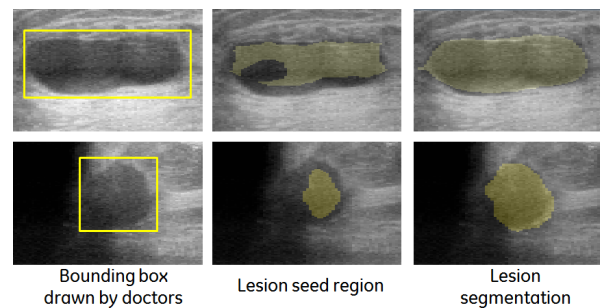 Bounding box
drawn by doctors
Lesion seed region
Lesion
segmentation